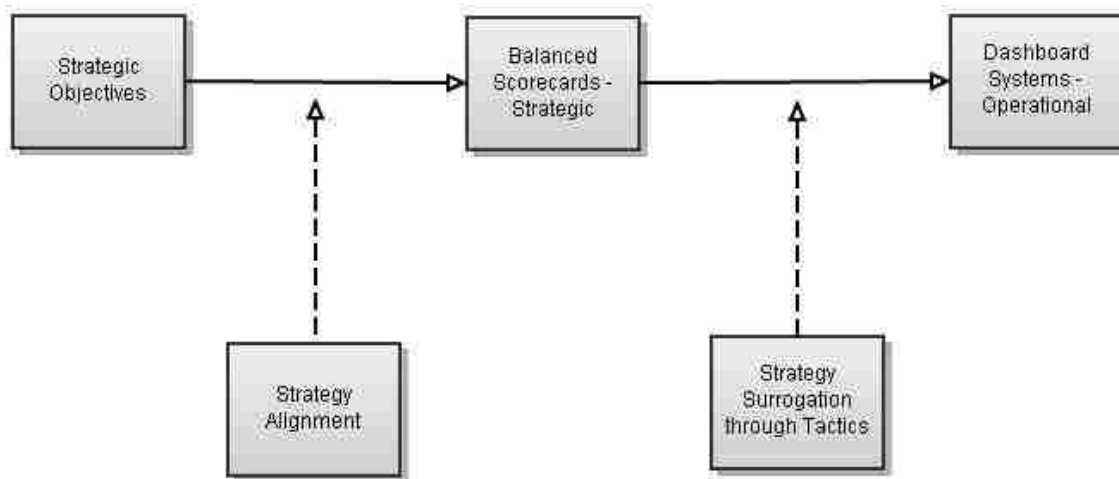 Strategic
Objectives
Balanced
Scorecards -
Strategic
Dashboard
Systems -
Operational
Strategy
Alignment
Strategy
Surrogation
through Tactics